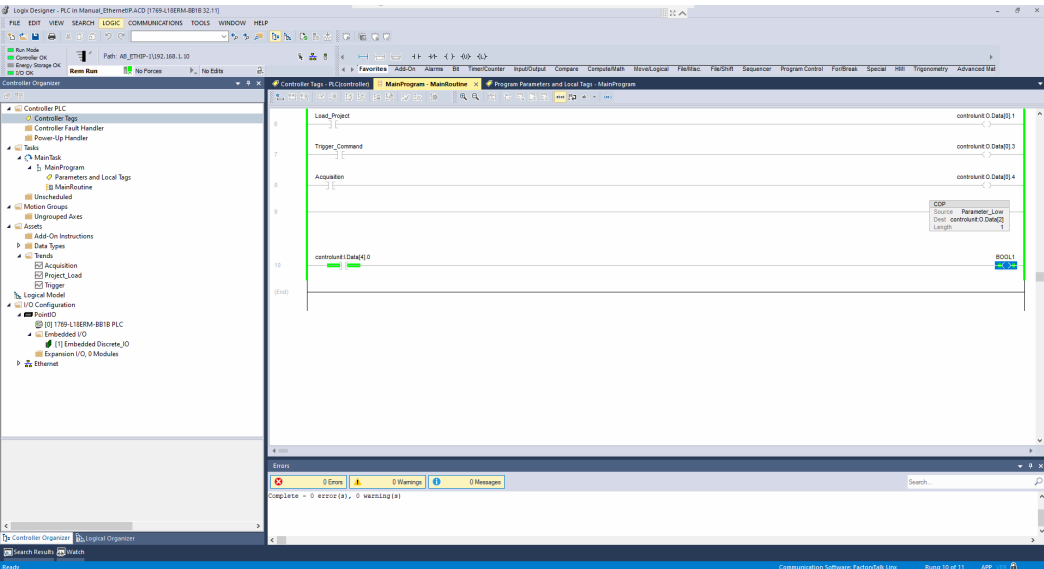 Logix Designer - PLC in Manual_EthernetIP.ACD [1769-L18ERM-BB1B 32.11]
FILE EDIT VIEW SEARCH LOGIC COMMUNICATIONS TOOLS WINDOW HELP
Run Mode
Controller OK
Energy Storage OK
I/O OK
Path: AB_ETHIP-1\192.168.1.10
Rem Run No Forces No Edits
Favorites Add-On Alarms Bit Timer/Counter Input/Output Compare Compute/Math Move/Logical File/Misc. File/Shift Sequencer Program Control For/Break Special HMI Trigonometry Advanced Mat
Controller Organizer
Controller Tags - PLC(controller) MainProgram - MainRoutine Program Parameters and Local Tags - MainProgram
Controller PLC
Controller Tags
Controller Fault Handler
Power-Up Handler
Tasks
MainTask
MainProgram
Parameters and Local Tags
MainRoutine
Unscheduled
Motion Groups
Ungrouped Axes
Assets
Add-On Instructions
Data Types
Trends
Acquisition
Project_Load
Trigger
Logical Model
I/O Configuration
PointIO
[0] 1769-L18ERM-BB1B PLC
Embedded I/O
[1] Embedded Discrete_IO
Expansion I/O, 0 Modules
Ethernet
Load_Project controlunit:O.Data[0].1
6
Trigger_Command controlunit:O.Data[0].3
7
Acquisition controlunit:O.Data[0].4
8
COP
Source Parameter_Low
Dest controlunit:O.Data[2]
Length 1
9
controlunit:I.Data[4].0 BOOL1
10
(End)
Errors
0 Errors 0 Warnings 0 Messages Search...
Complete - 0 error(s), 0 warning(s)
Controller Organizer Logical Organizer
Search Results Watch
Ready Communication Software: FactoryTalk Linx Rung 10 of 11 APP VER